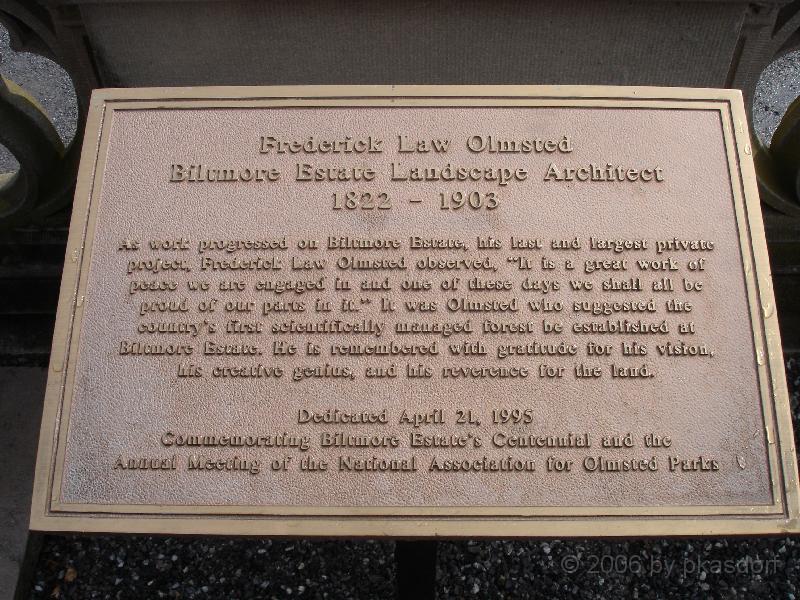 Frederick Law Olmsted
Biltmore Estate Landscape Architect
1822 - 1903
As work progressed on Biltmore Estate, his last and largest private
project, Frederick Law Olmsted observed, "It is a great work of
peace we are engaged in and one of these days we shall all be
proud of our parts in it." It was Olmsted who suggested the
country's first scientifically managed forest be established at
Biltmore Estate. He is remembered with gratitude for his vision,
his creative genius, and his reverence for the land.
Dedicated April 21, 1995
Commemorating Biltmore Estate's Centennial and the
Annual Meeting of the National Association for Olmsted Parks
© 2006 by pkasdorf